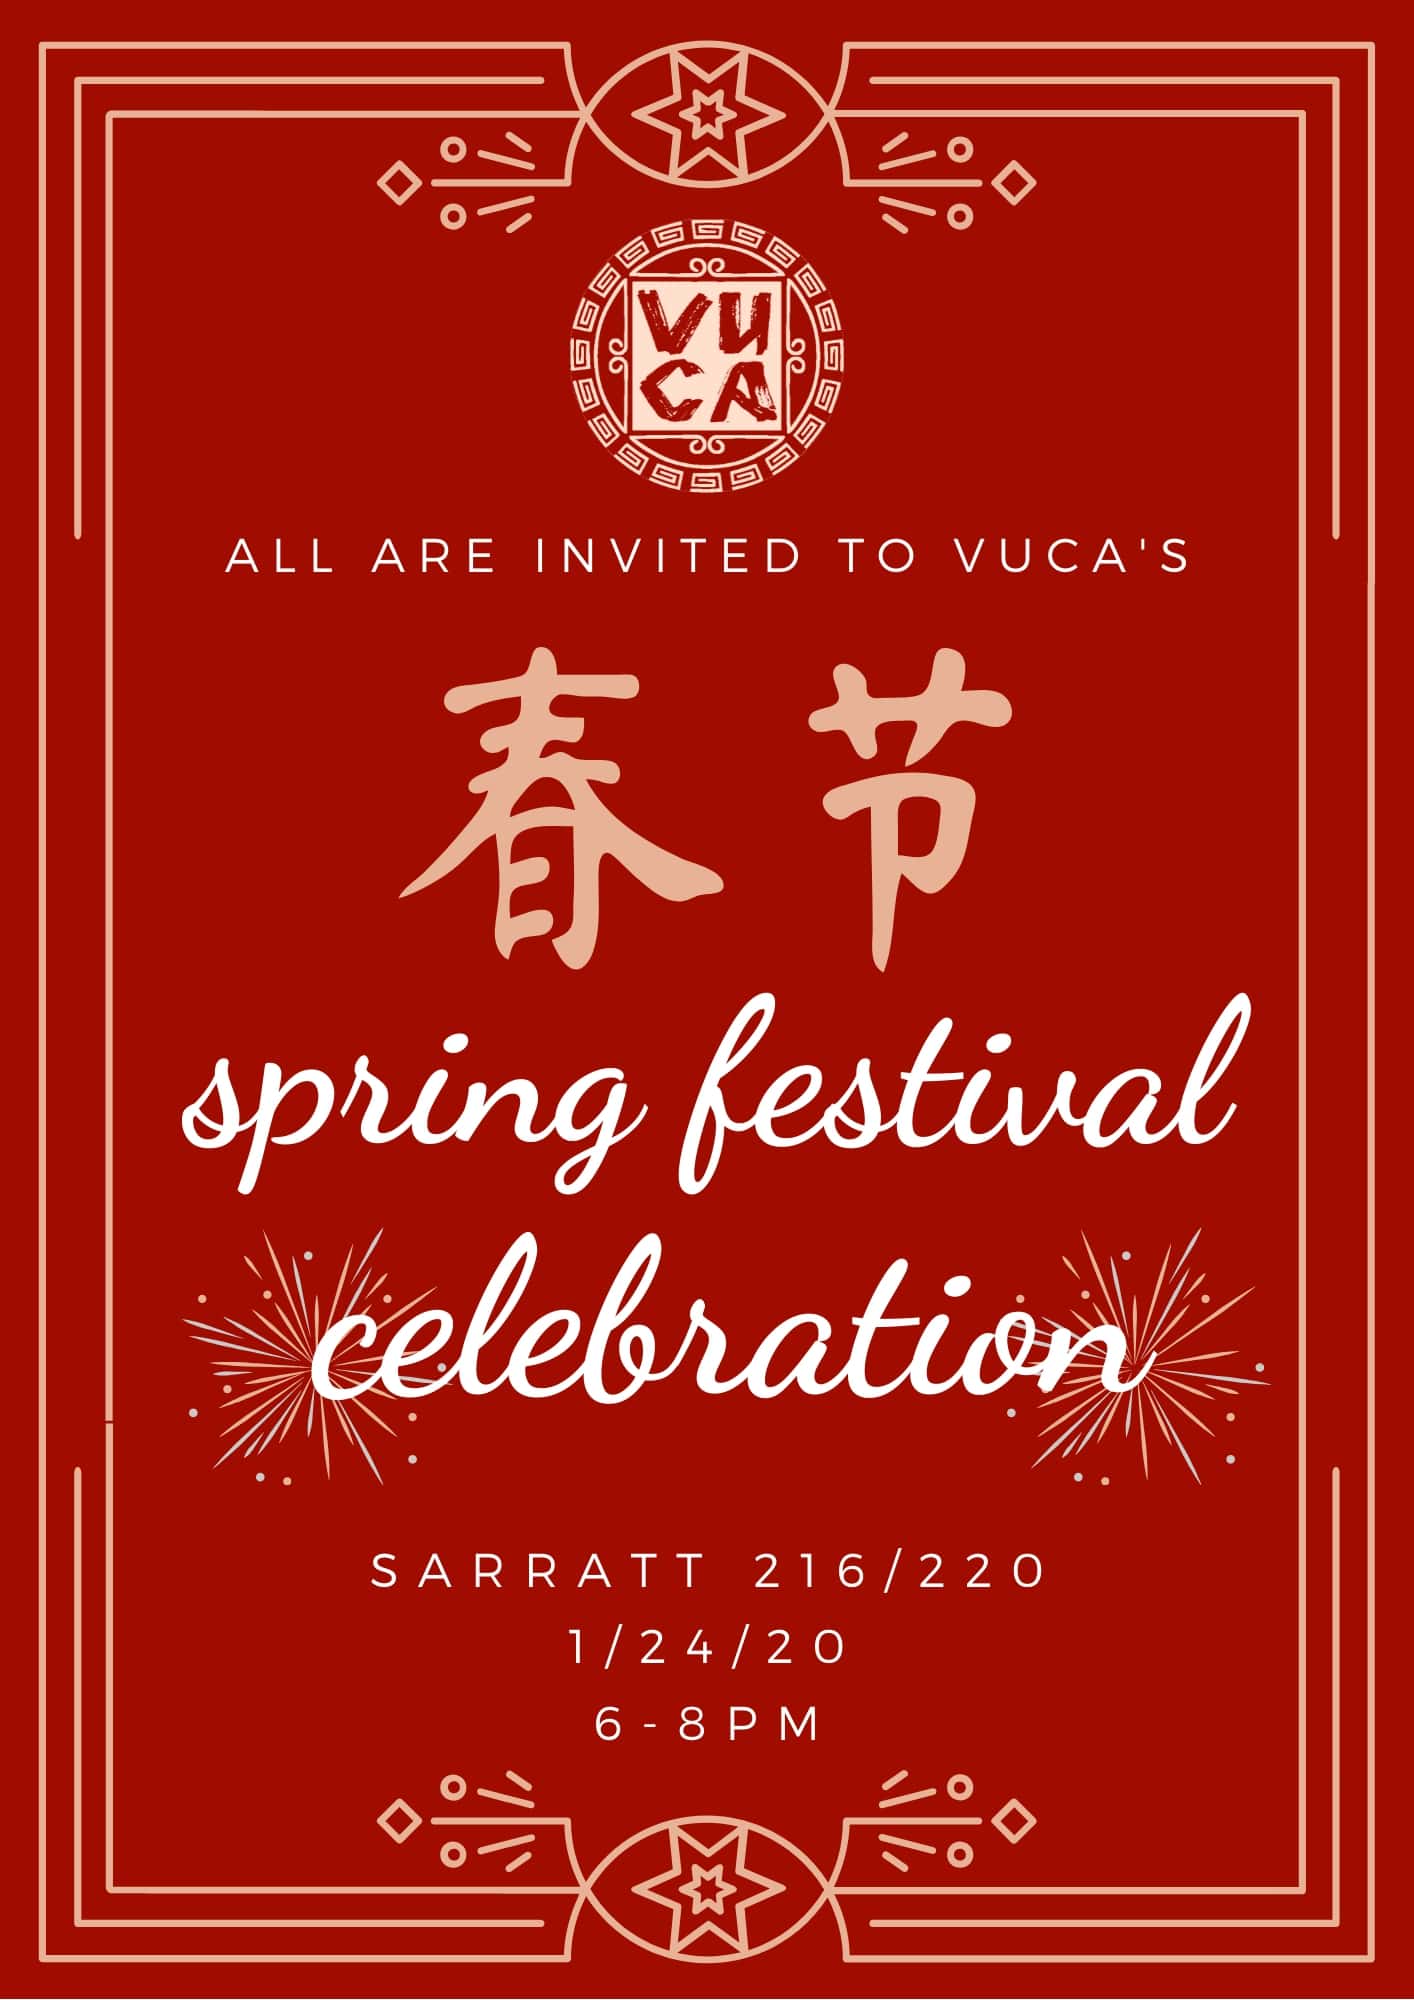 VU
CA
ALL ARE INVITED TO VUCA'S
春 节
spring festival
celebration
SARRATT 216/220
1/24/20
6-8PM